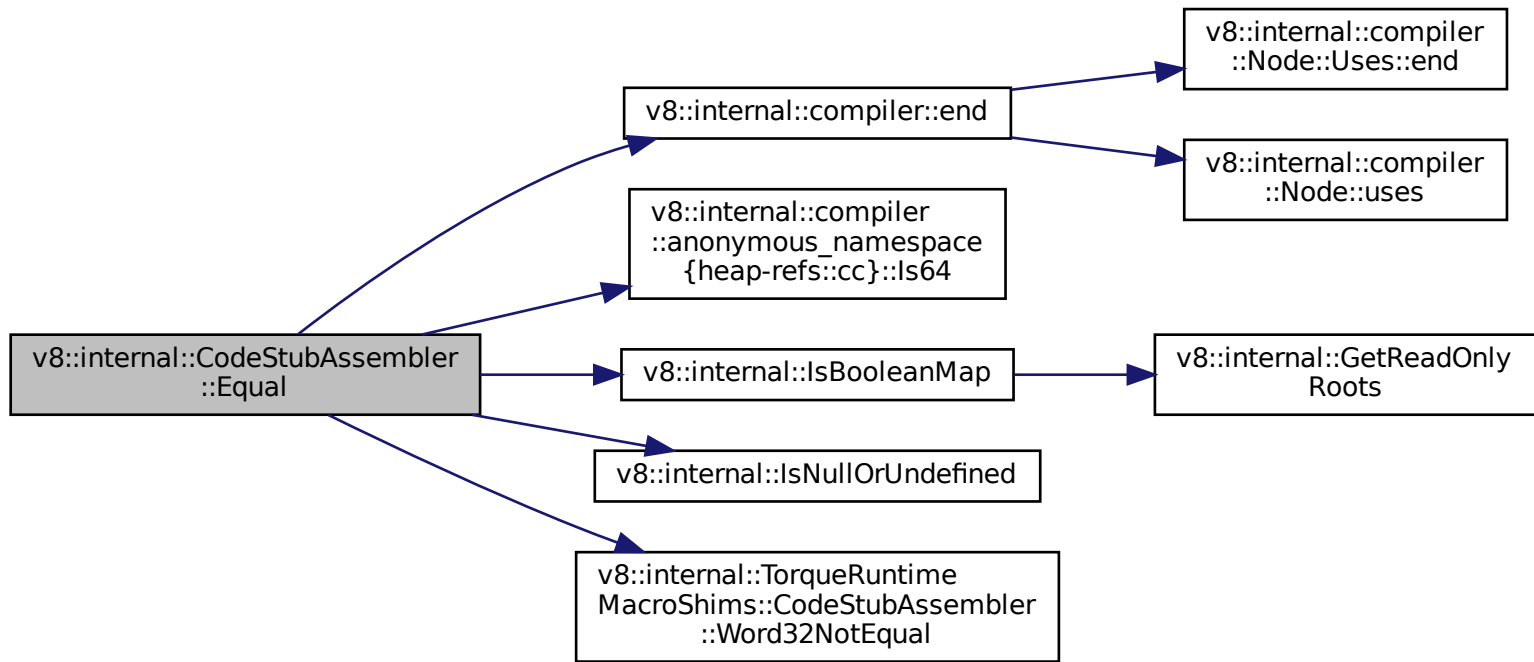 v8::internal::CodeStubAssembler
::Equal
v8::internal::compiler::end
v8::internal::compiler
::Node::Uses::end
v8::internal::compiler
::Node::uses
v8::internal::compiler
::anonymous_namespace
{heap-refs::cc}::Is64
v8::internal::IsBooleanMap
v8::internal::GetReadOnly
Roots
v8::internal::IsNullOrUndefined
v8::internal::TorqueRuntime
MacroShims::CodeStubAssembler
::Word32NotEqual